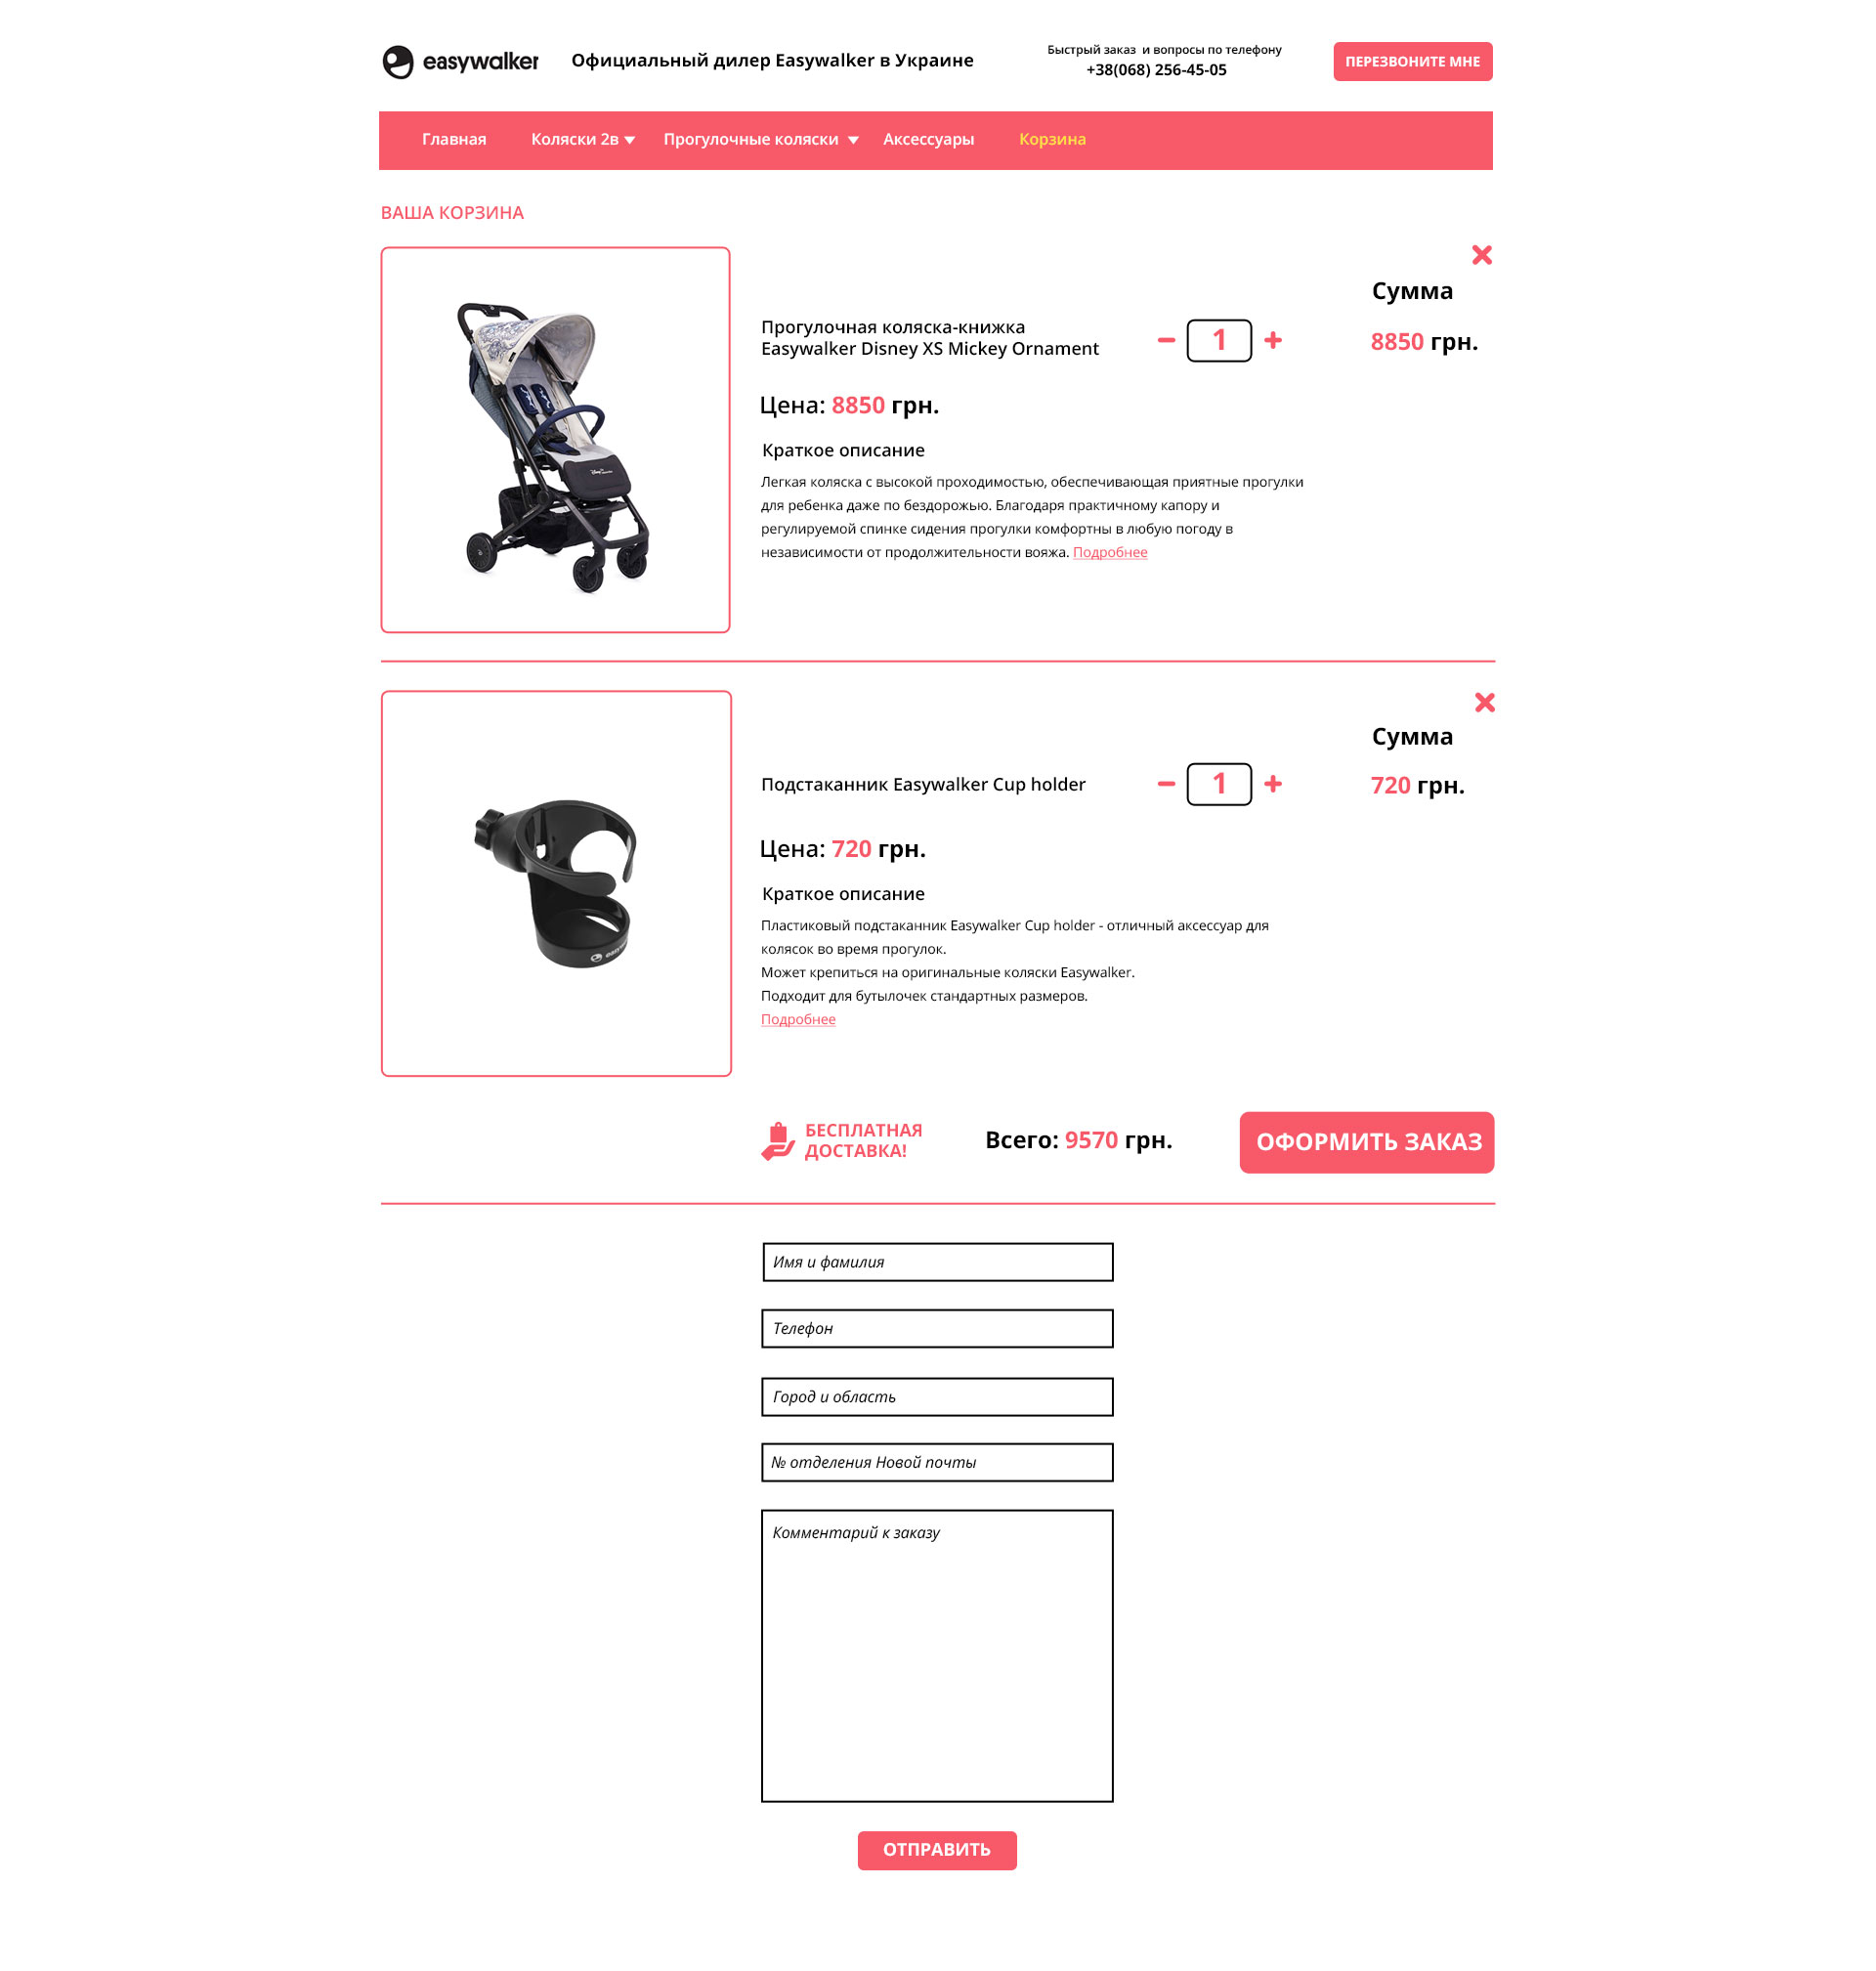 easywalker
Официальный дилер Easywalker в Украине
Быстрый заказ и вопросы по телефону
+38(068) 256-45-05
ПЕРЕЗВОНИТЕ МНЕ
Главная
Коляски 2в
Прогулочные коляски
Аксессуары
Корзина
ВАША КОРЗИНА
Сумма
Прогулочная коляска-книжка
Easywalker Disney XS Mickey Ornament
1
8850 грн.
Цена: 8850 грн.
Краткое описание
Легкая коляска с высокой проходимостью, обеспечивающая приятные прогулки
для ребенка даже по бездорожью. Благодаря практичному капору и
регулируемой спинке сидения прогулки комфортны в любую погоду в
независимости от продолжительности вояжа. Подробнее
Сумма
Подстаканник Easywalker Cup holder
1
720 грн.
Цена: 720 грн.
Краткое описание
Пластиковый подстаканник Easywalker Cup holder - отличный аксессуар для
колясок во время прогулок.
Может крепиться на оригинальные коляски Easywalker.
Подходит для бутылочек стандартных размеров.
Подробнее
БЕСПЛАТНАЯ
ДОСТАВКА!
Всего: 9570 грн.
ОФОРМИТЬ ЗАКАЗ
Имя и фамилия
Телефон
Город и область
№ отделения Новой почты
Комментарий к заказу
ОТПРАВИТЬ